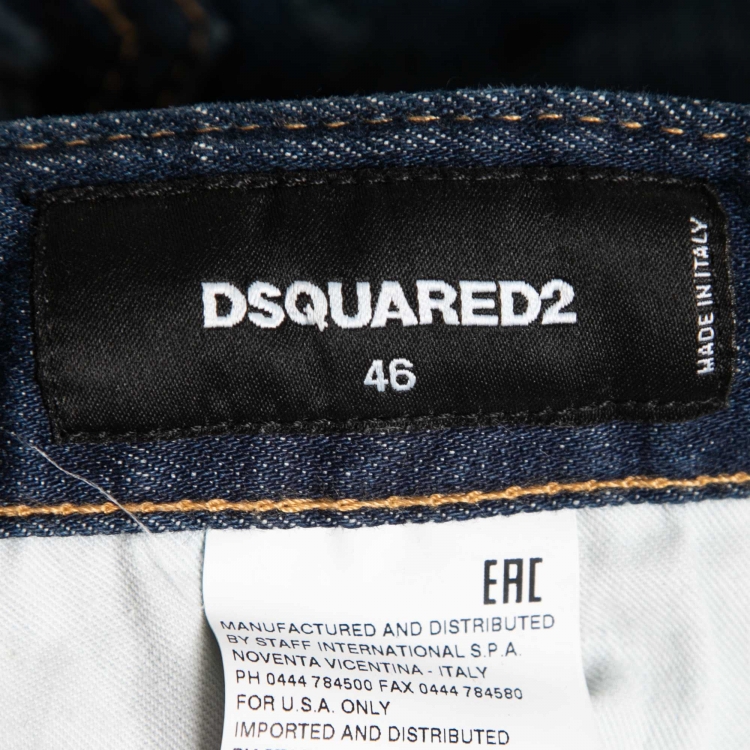 DSQUARED2
46
MADE IN ITALY
EAC
MANUFACTURED AND DISTRIBUTED
BY STAFF INTERNATIONAL S.P.A.
NOVENTA VICENTINA - ITALY
PH 0444 784500 FAX 0444 784580
FOR U.S.A. ONLY
IMPORTED AND DISTRIBUTED